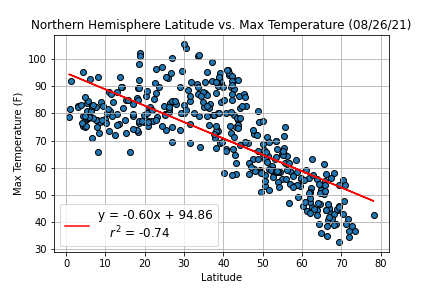 Northern Hemisphere Latitude vs. Max Temperature (08/26/21)
Max Temperature (F)
100
90
80
70
60
50
40
30
y = -0.60x + 94.86
r² = -0.74
0 10 20 30 40 50 60 70 80
Latitude